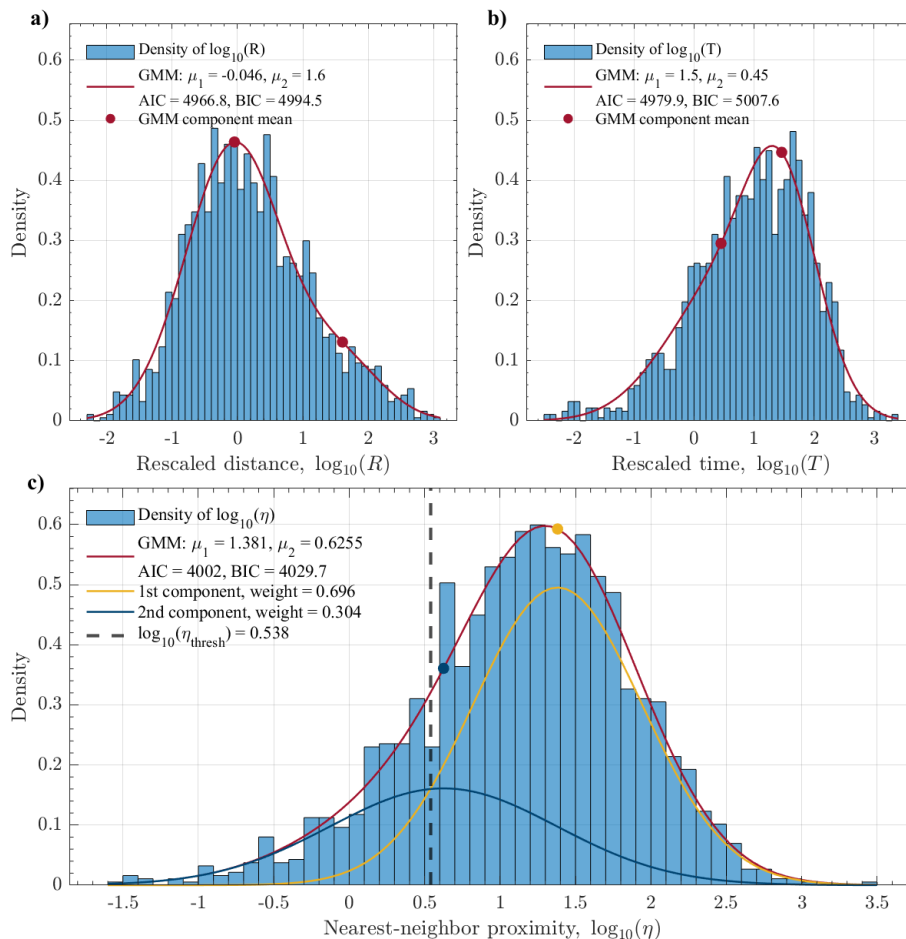 a)
Density of log10(R)
GMM: μ1 = -0.046, μ2 = 1.6
AIC = 4966.8, BIC = 4994.5
GMM component mean
0.6
0.5
0.4
0.3
0.2
0.1
0
Density
-2 -1 0 1 2 3
Rescaled distance, log10(R)
b)
Density of log10(T)
GMM: μ1 = 1.5, μ2 = 0.45
AIC = 4979.9, BIC = 5007.6
GMM component mean
0.6
0.5
0.4
0.3
0.2
0.1
0
Density
-2 -1 0 1 2 3
Rescaled time, log10(T)
c)
Density of log10(η)
GMM: μ1 = 1.381, μ2 = 0.6255
AIC = 4002, BIC = 4029.7
1st component, weight = 0.696
2nd component, weight = 0.304
log10(ηthresh) = 0.538
0.6
0.5
0.4
0.3
0.2
0.1
0
Density
-1.5 -1 -0.5 0 0.5 1 1.5 2 2.5 3 3.5
Nearest-neighbor proximity, log10(η)